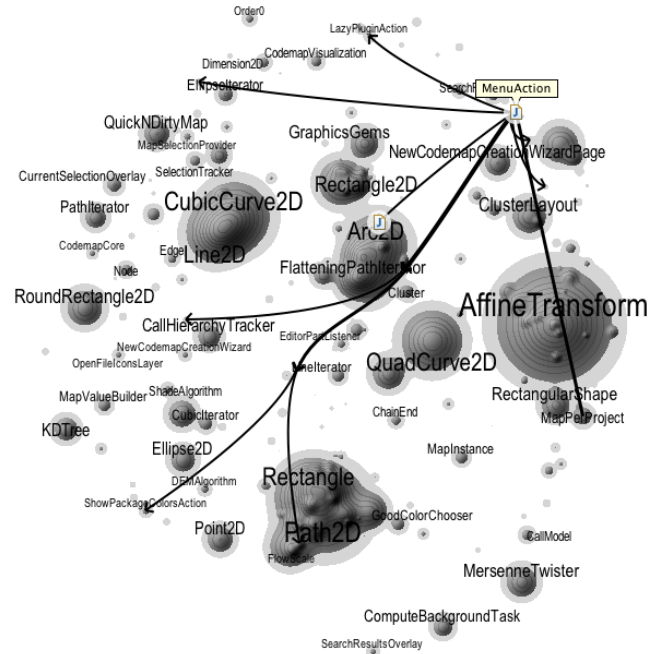 Order0
LazyPluginAction
CodemapVisualization
Dimension2D
EllipseIterator
MenuAction
QuickNDirtyMap
GraphicsGems
MapSelectionProvider
NewCodemapCreationWizardPage
SelectionTracker
CurrentSelectionOverlay
Rectangle2D
CubicCurve2D
ClusterLayout
PathIterator
Arc2D
CodemapCore
Edge
Line2D
Node
FlatteningPathIterator
RoundRectangle2D
Cluster
AffineTransform
CallHierarchyTracker
EditorPartListener
NewCodemapCreationWizard
OpenFileIconsLayer
LineIterator
QuadCurve2D
ShadeAlgorithm
MapValueBuilder
RectangularShape
CubicIterator
ChainEnd
MapPerProject
KDTree
Ellipse2D
MapInstance
Rectangle
DEMAlgorithm
ShowPackageColorsAction
GoodColorChooser
Point2D
Path2D
CallModel
FlowScale
MersenneTwister
ComputeBackgroundTask
SearchResultsOverlay